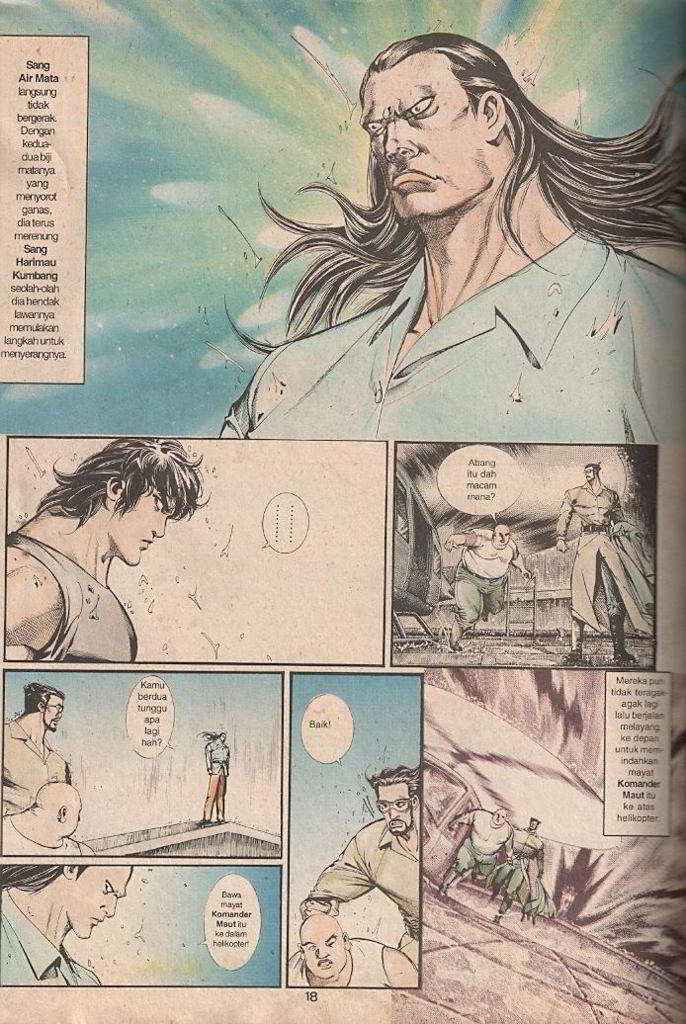 Sang
Air Mata
langsung
tidak
bergerak.
Dengan
kedua-
dua biji
matanya
yang
menyorot
ganas,
dia terus
merenung
Sang
Harimau
Kumbang
seolah-olah
dia hendak
lawannya
memulakan
langkah untuk
menyerangnya.
Abang
itu dah
macam
mana?
Kamu
berdua
tunggu
apa
lagi
hah?
Baik!
Mereka pun
tidak teragak-
agak lagi
lalu berjalan
melayang
ke depan
untuk mem-
indahkan
mayat
Komander
Maut itu
ke atas
helikopter.
Bawa
mayat
Komander
Maut itu
ke dalam
helikopter!
18